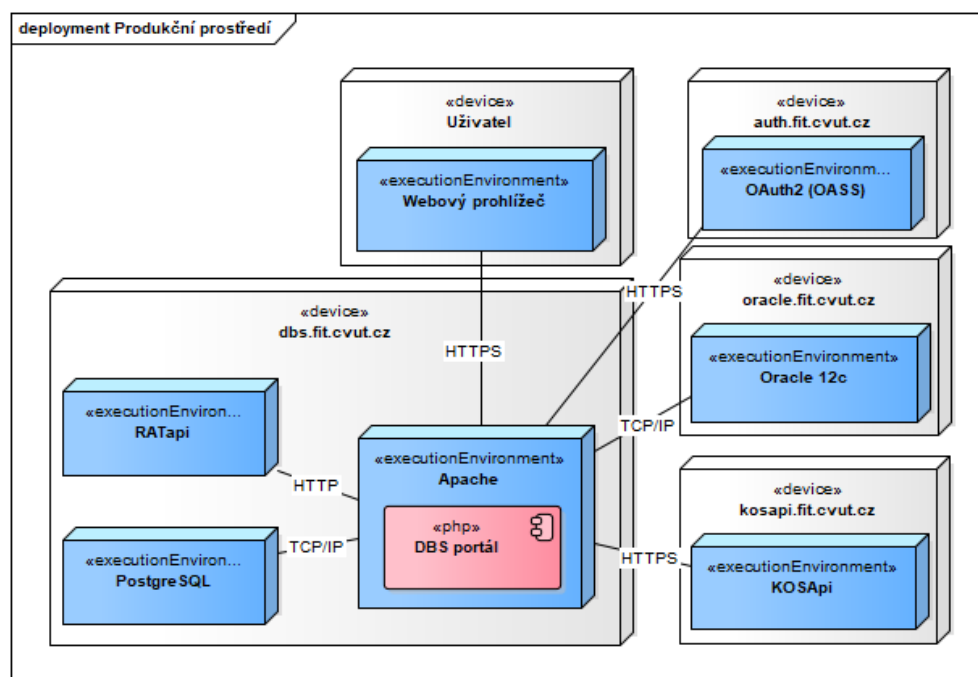 deployment Produkční prostředí
«device»
Uživatel
«executionEnvironment»
Webový prohlížeč
«device»
auth.fit.cvut.cz
«executionEnvironm...
OAuth2 (OASS)
HTTPS
«device»
oracle.fit.cvut.cz
«executionEnvironment»
Oracle 12c
«device»
dbs.fit.cvut.cz
HTTPS
«executionEnviron...
RATapi
TCP/IP
«executionEnvironment»
Apache
HTTP
«php»
DBS portál
«device»
kosapi.fit.cvut.cz
TCP/IP
«executionEnviron...
PostgreSQL
HTTPS
«executionEnvironment»
KOSApi